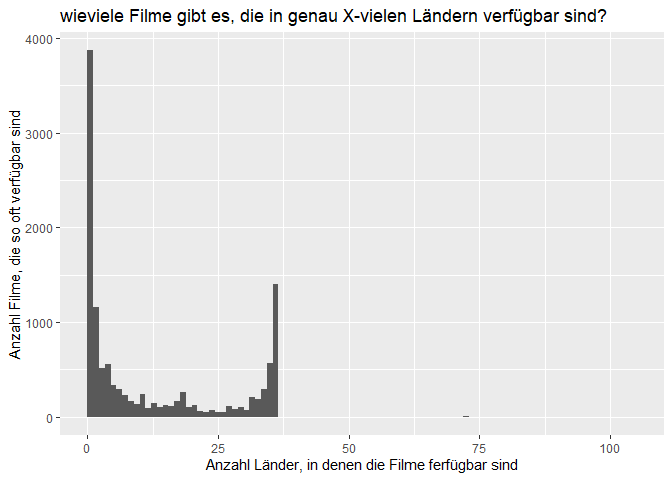 wieviele Filme gibt es, die in genau X-vielen Ländern verfügbar sind?
Anzahl Filme, die so oft verfügbar sind
4000
3000
2000
1000
0
0 25 50 75 100
Anzahl Länder, in denen die Filme ferfügbar sind